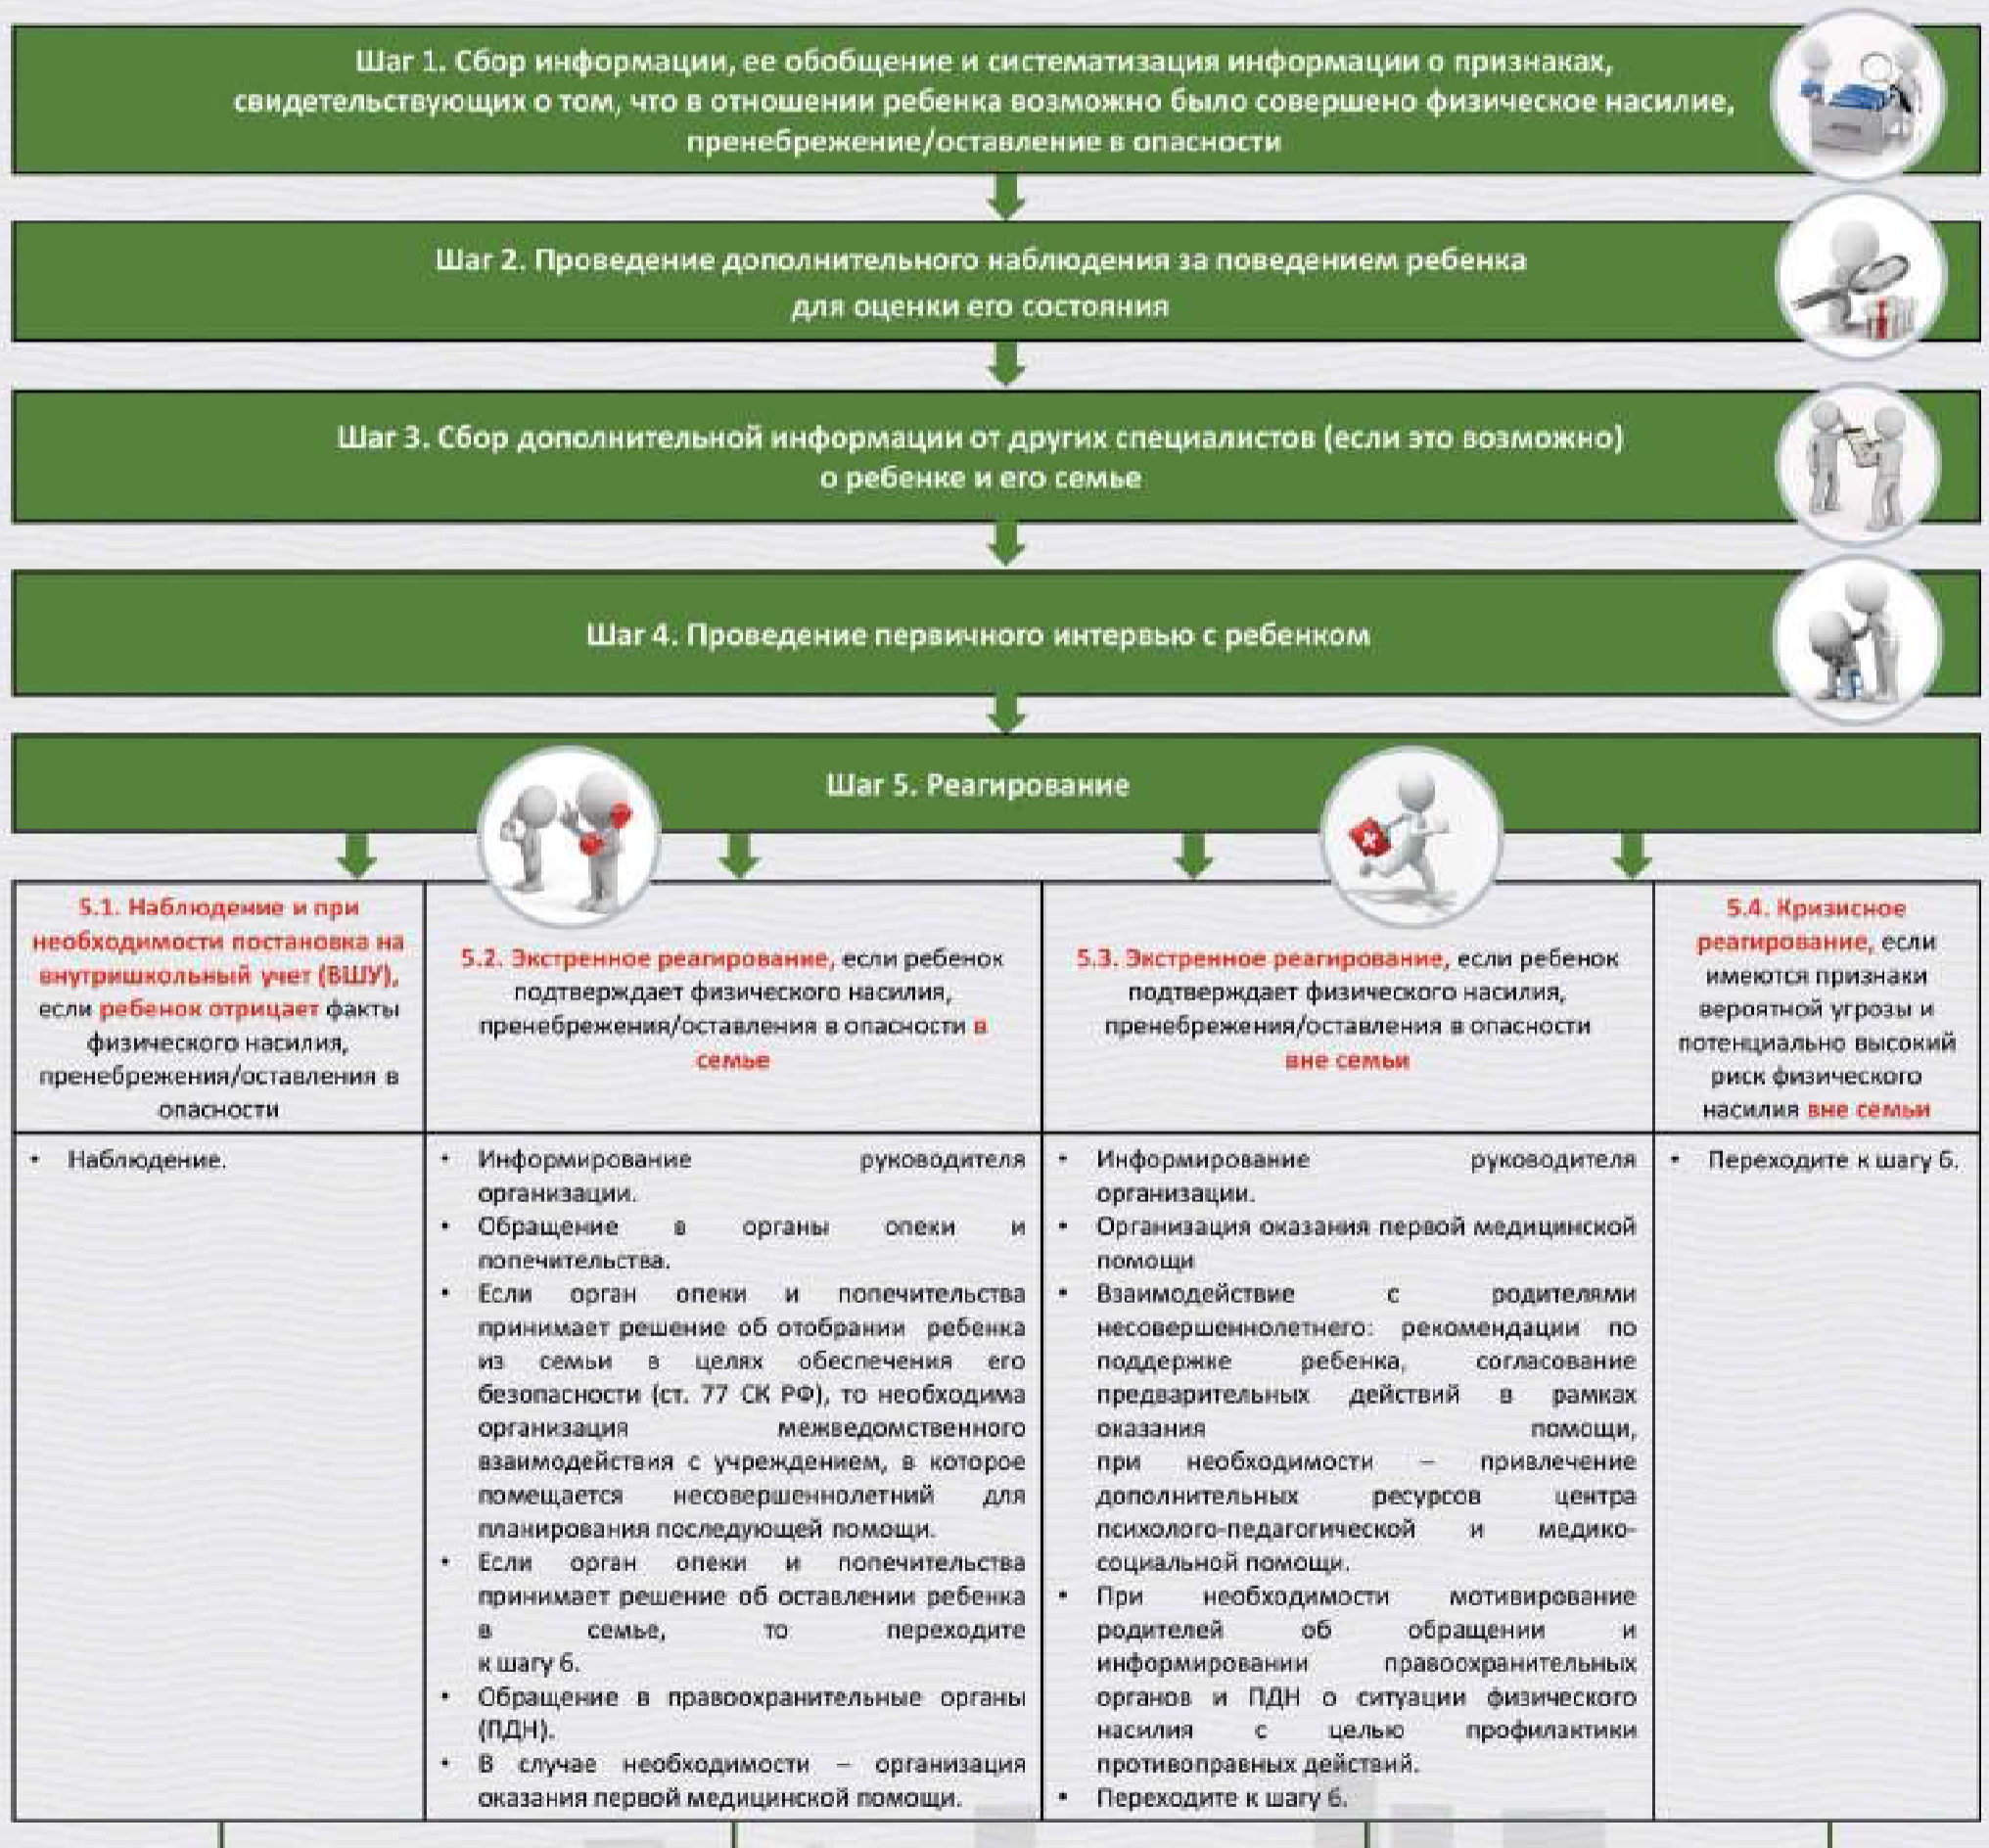 Шаг 1. Сбор информации, ее обобщение и систематизация информации о признаках,
свидетельствующих о том, что в отношении ребенка возможно было совершено физическое насилие,
пренебрежение/оставление в опасности
Шаг 2. Проведение дополнительного наблюдения за поведением ребенка
для оценки его состояния
Шаг 3. Сбор дополнительной информации от других специалистов (если это возможно)
о ребенке и его семье
Шаг 4. Проведение первичного интервью с ребенком
Шаг 5. Реагирование
5.1. Наблюдение и при
необходимости постановка на
внутришкольный учет (ВШУ),
если ребенок отрицает факты
физического насилия,
пренебрежения/оставления в
опасности
5.2. Экстренное реагирование, если ребенок
подтверждает физического насилия,
пренебрежения/оставления в опасности в
семье
5.3. Экстренное реагирование, если ребенок
подтверждает физического насилия,
пренебрежения/оставления в опасности
вне семьи
5.4. Кризисное
реагирование, если
имеются признаки
вероятной угрозы и
потенциально высокий
риск физического
насилия вне семьи
• Наблюдение.
• Информирование руководителя
организации.
• Обращение в органы опеки и
попечительства.
• Если орган опеки и попечительства
принимает решение об отобрании ребенка
из семьи в целях обеспечения его
безопасности (ст. 77 СК РФ), то необходима
организация межведомственного
взаимодействия с учреждением, в которое
помещается несовершеннолетний для
планирования последующей помощи.
• Если орган опеки и попечительства
принимает решение об оставлении ребенка
в семье, то переходите
к шагу 6.
• Обращение в правоохранительные органы
(ПДН).
• В случае необходимости – организация
оказания первой медицинской помощи.
• Информирование руководителя
организации.
• Организация оказания первой медицинской
помощи
• Взаимодействие с родителями
несовершеннолетнего: рекомендации по
поддержке ребенка, согласование
предварительных действий в рамках
оказания помощи,
при необходимости – привлечение
дополнительных ресурсов центра
психолого-педагогической и медико-
социальной помощи.
• При необходимости мотивирование
родителей об обращении и
информировании правоохранительных
органов и ПДН о ситуации физического
насилия с целью профилактики
противоправных действий.
• Переходите к шагу 6.
• Переходите к шагу 6.